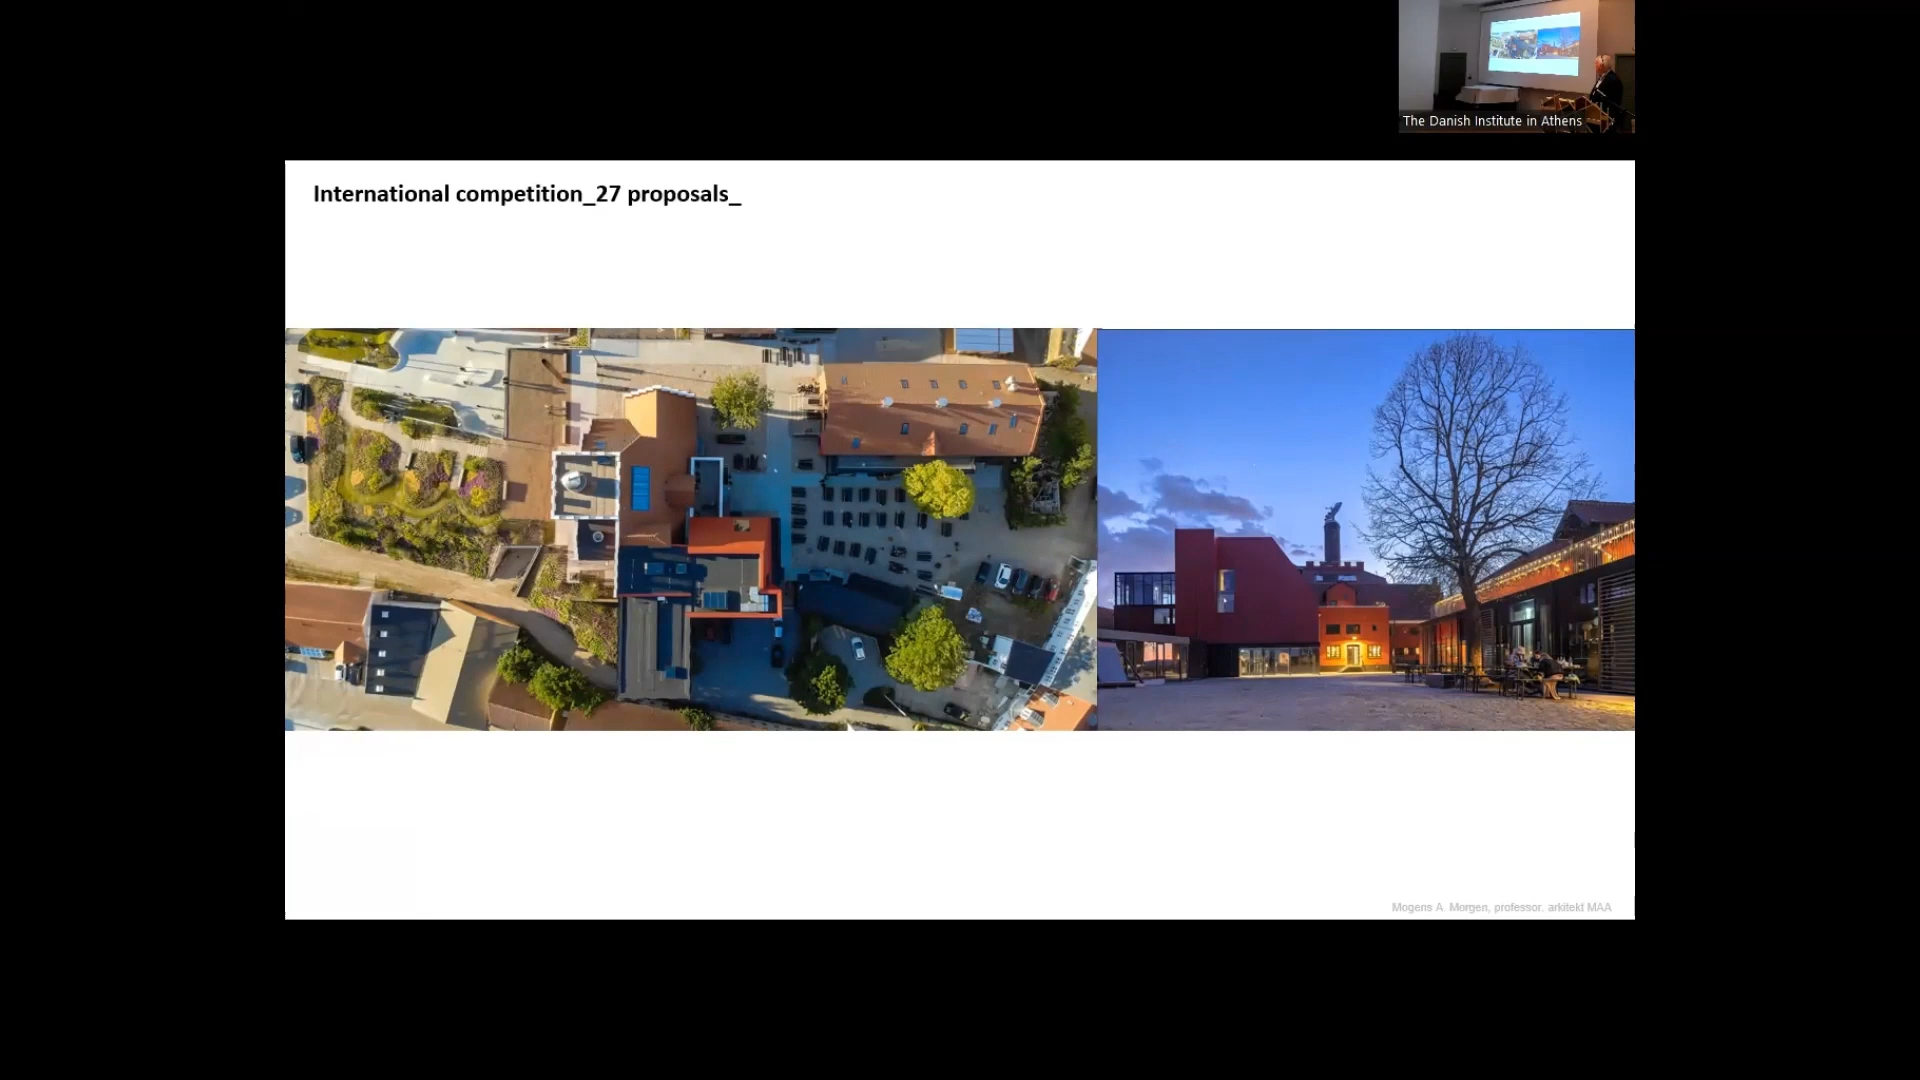 The Danish Institute in Athens
International competition_27 proposals_
Mogens A. Morgen, professor. arkitekt MAA